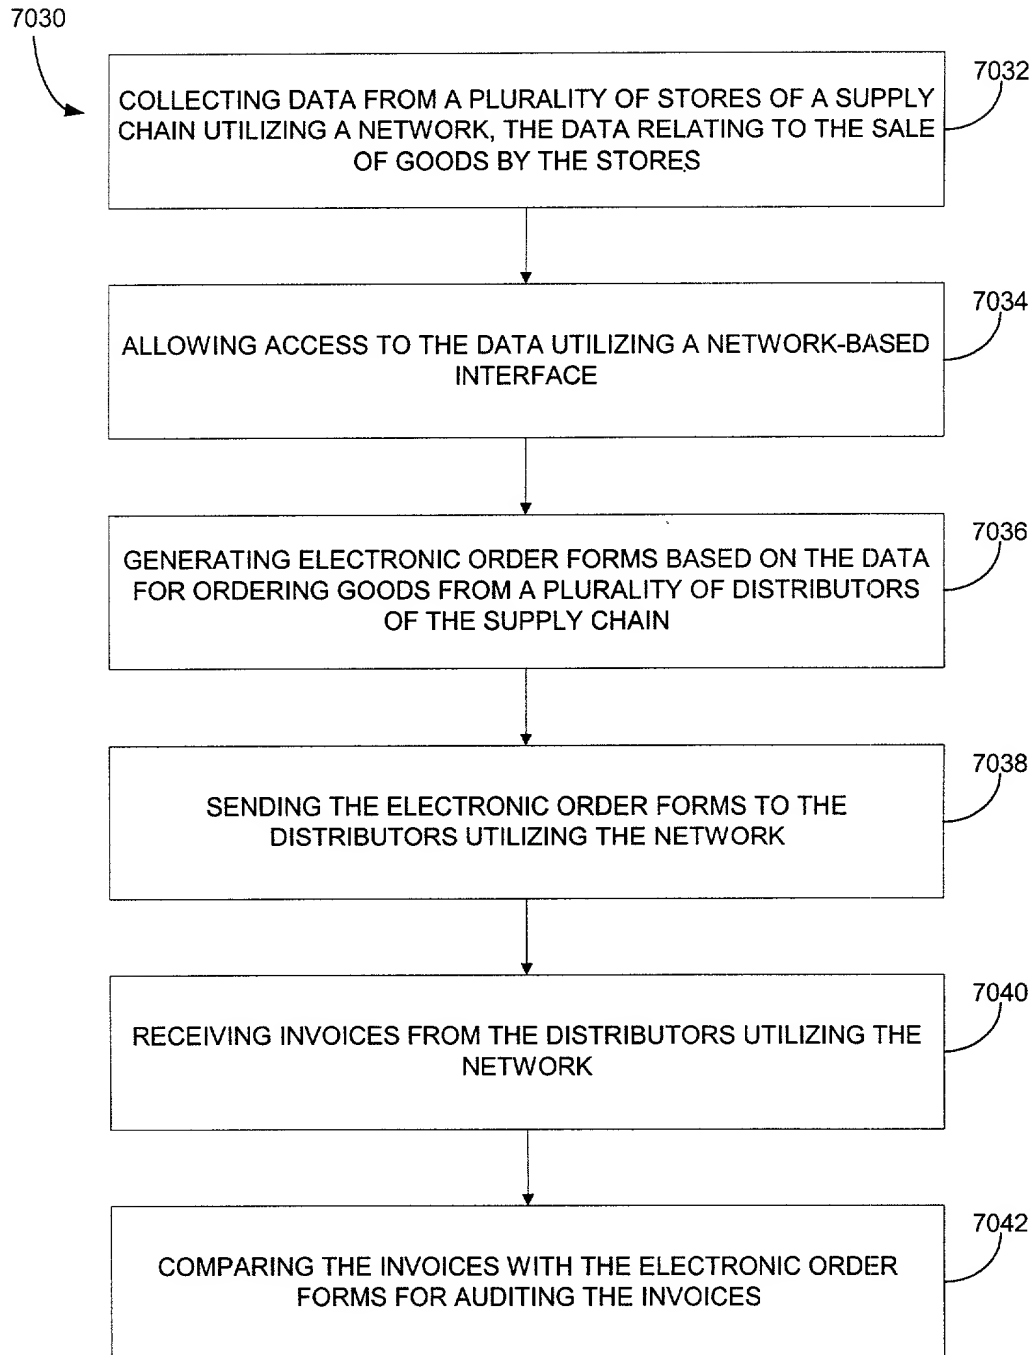 7030
7032
COLLECTING DATA FROM A PLURALITY OF STORES OF A SUPPLY
CHAIN UTILIZING A NETWORK, THE DATA RELATING TO THE SALE
OF GOODS BY THE STORES
7034
ALLOWING ACCESS TO THE DATA UTILIZING A NETWORK-BASED
INTERFACE
7036
GENERATING ELECTRONIC ORDER FORMS BASED ON THE DATA
FOR ORDERING GOODS FROM A PLURALITY OF DISTRIBUTORS
OF THE SUPPLY CHAIN
7038
SENDING THE ELECTRONIC ORDER FORMS TO THE
DISTRIBUTORS UTILIZING THE NETWORK
7040
RECEIVING INVOICES FROM THE DISTRIBUTORS UTILIZING THE
NETWORK
7042
COMPARING THE INVOICES WITH THE ELECTRONIC ORDER
FORMS FOR AUDITING THE INVOICES